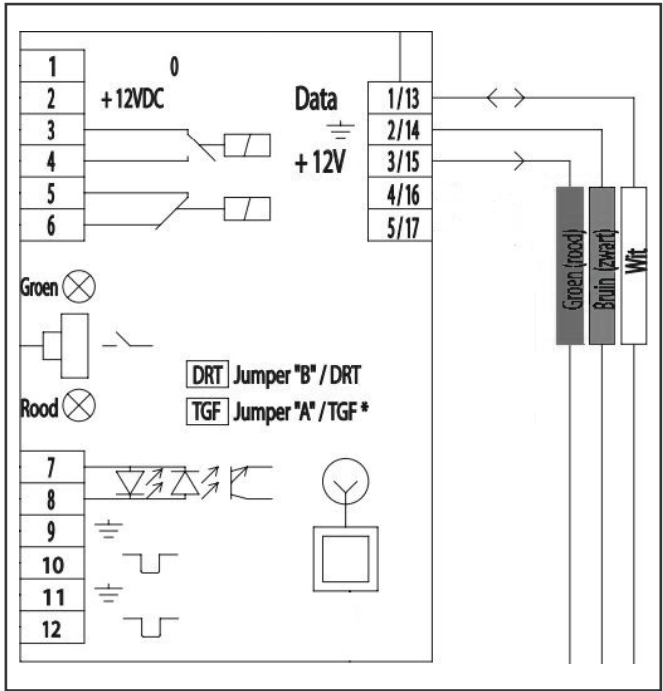 1 0
2 +12VDC
3
4
5
6
Data 1/13
2/14
+12V 3/15
4/16
5/17
Groen (rood)
Bruin (zwart)
Wit
Groen
Rood
DRT Jumper "B" / DRT
TGF Jumper "A" / TGF *
7
8
9
10
11
12